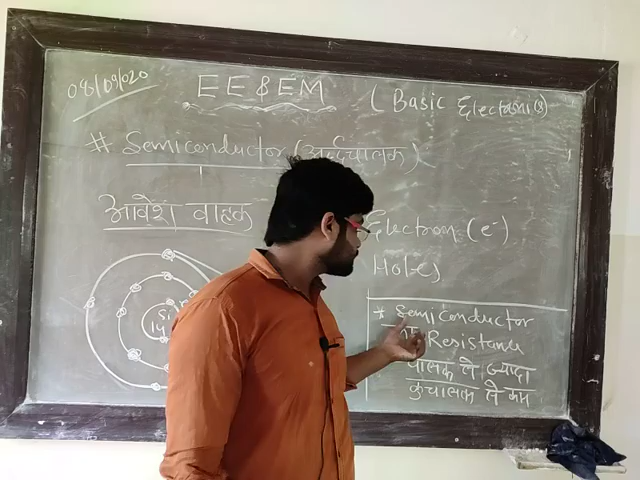 08/09/020
EE & EM
(Basic Electronics)
# Semiconductor (अर्द्धचालक)
आवेश वाहक
Electron (e-)
Holes
Si
14
* Semiconductor
का Resistance
चालक से ज्यादा
कुचालक से कम